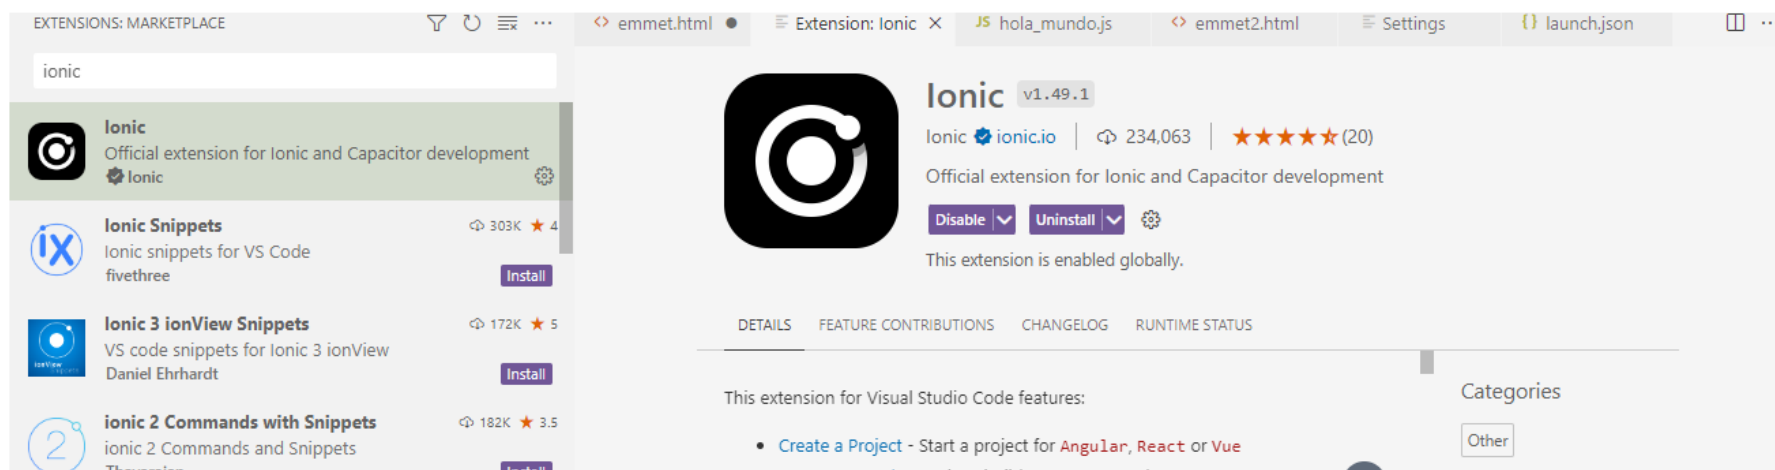 EXTENSIONS: MARKETPLACE
ionic
Ionic
Official extension for Ionic and Capacitor development
Ionic
Ionic Snippets
303K ★ 4
Ionic snippets for VS Code
fivethree
Install
Ionic 3 ionView Snippets
172K ★ 5
VS code snippets for Ionic 3 ionView
Daniel Ehrhardt
Install
ionic 2 Commands with Snippets
182K ★ 3.5
ionic 2 Commands and Snippets
Install
<> emmet.html ●
Extension: Ionic ×
JS hola_mundo.js
<> emmet2.html
Settings
{} launch.json
Ionic v1.49.1
Ionic ionic.io | 234,063 | ★★★★★ (20)
Official extension for Ionic and Capacitor development
Disable
Uninstall
This extension is enabled globally.
DETAILS
FEATURE CONTRIBUTIONS
CHANGELOG
RUNTIME STATUS
This extension for Visual Studio Code features:
• Create a Project - Start a project for Angular, React or Vue
Categories
Other